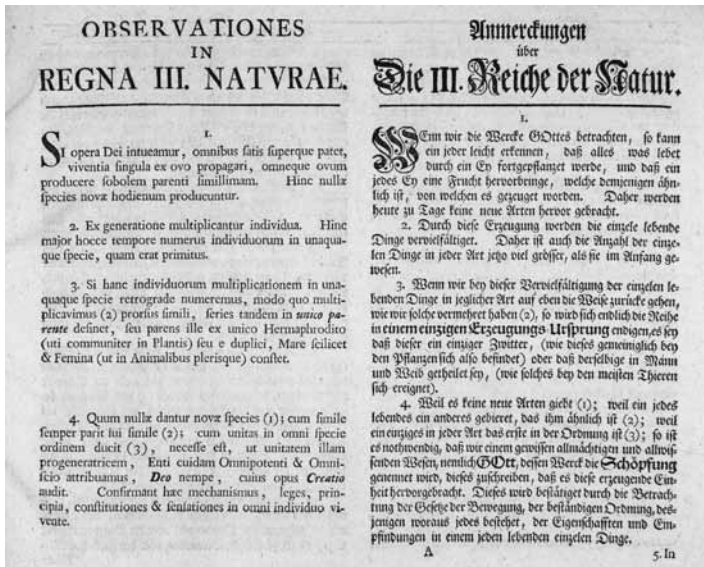 OBSERVATIONES
IN
REGNA III. NATVRAE.
1.
SI opera Dei intueamur, omnibus satis superque patet,
viventia singula ex ovo propagari, omneque ovum
producere sobolem parenti simillimam. Hinc nullæ
species novæ hodienum producuntur.
2. Ex generatione multiplicantur individua. Hinc
major hocce tempore numerus individuorum in unaqua-
que specie, quam erat primitus.
3. Si hanc individuorum multiplicationem in una-
quaque specie retrograde numeremus, modo quo multi-
plicavimus (2) prorsus simili, series tandem in unico pa-
rente desinet, seu parens ille ex unico Hermaphrodito
(uti communiter in Plantis) seu e duplici, Mare scilicet
& Femina (ut in Animalibus plerisque) constet.
4. Quum nullæ dantur novæ species (1); cum simile
semper parit sui simile (2); cum unitas in omni specie
ordinem ducit (3), necesse est, ut unitatem illam
progeneratricem, Enti cuidam Omnipotenti & Omni-
scio attribuamus, Deo nempe, cuius opus Creatio
audit. Confirmant hæc mechanismus, leges, prin-
cipia, constitutiones & sensationes in omni individuo vi-
vente.
Anmerckungen
über
Die III. Reiche der Natur.
1.
WEnn wir die Wercke GOttes betrachten, so kann
ein jeder leicht erkennen, daß alles was lebet
durch ein Ey fortgepflanzet werde, und daß ein
jedes Ey eine Frucht hervorbringe, welche demjenigen ähn-
lich ist, von welchen es gezeuget worden. Daher werden
heute zu Tage keine neue Arten hervor gebracht.
2. Durch diese Erzeugung werden die einzele lebende
Dinge vervielfältiget. Daher ist auch die Anzahl der einze-
len Dinge in jeder Art jetzo viel grösser, als sie im Anfang ge-
wesen.
3. Wenn wir bey dieser Vervielfältigung der einzelen le-
benden Dinge in jeglicher Art auf eben die Weise zurücke gehen,
wie wir solche vermehret haben (2), so wird sich endlich die Reihe
in einem einzigen Erzeugungs-Ursprung endigen, es sey
daß dieser ein einziger Zwitter, (wie dieses gemeiniglich bey
den Pflanzen sich also befindet) oder daß derselbige in Mann
und Weib getheilet sey, (wie solches bey den meisten Thieren
sich ereignet).
4. Weil es keine neue Arten giebt (1); weil ein jedes
lebendes ein anderes gebieret, das ihm ähnlich ist (2); weil
ein einziges in jeder Art das erste in der Ordnung ist (3); so ist
es nothwendig, daß wir einem gewissen allmächtigen und allwis-
senden Wesen, nemlich GOtt, dessen Werck die Schöpfung
genennet wird, dieses zuschreiben, daß es diese erzeugende Ein-
heit hervorgebracht. Dieses wird bestätiget durch die Betrach-
tung der Gesetze der Bewegung, der beständigen Ordnung, des-
jenigen woraus jedes bestehet, der Eigenschafften und Em-
pfindungen in einem jeden lebenden einzelen Dinge.
A
5. In